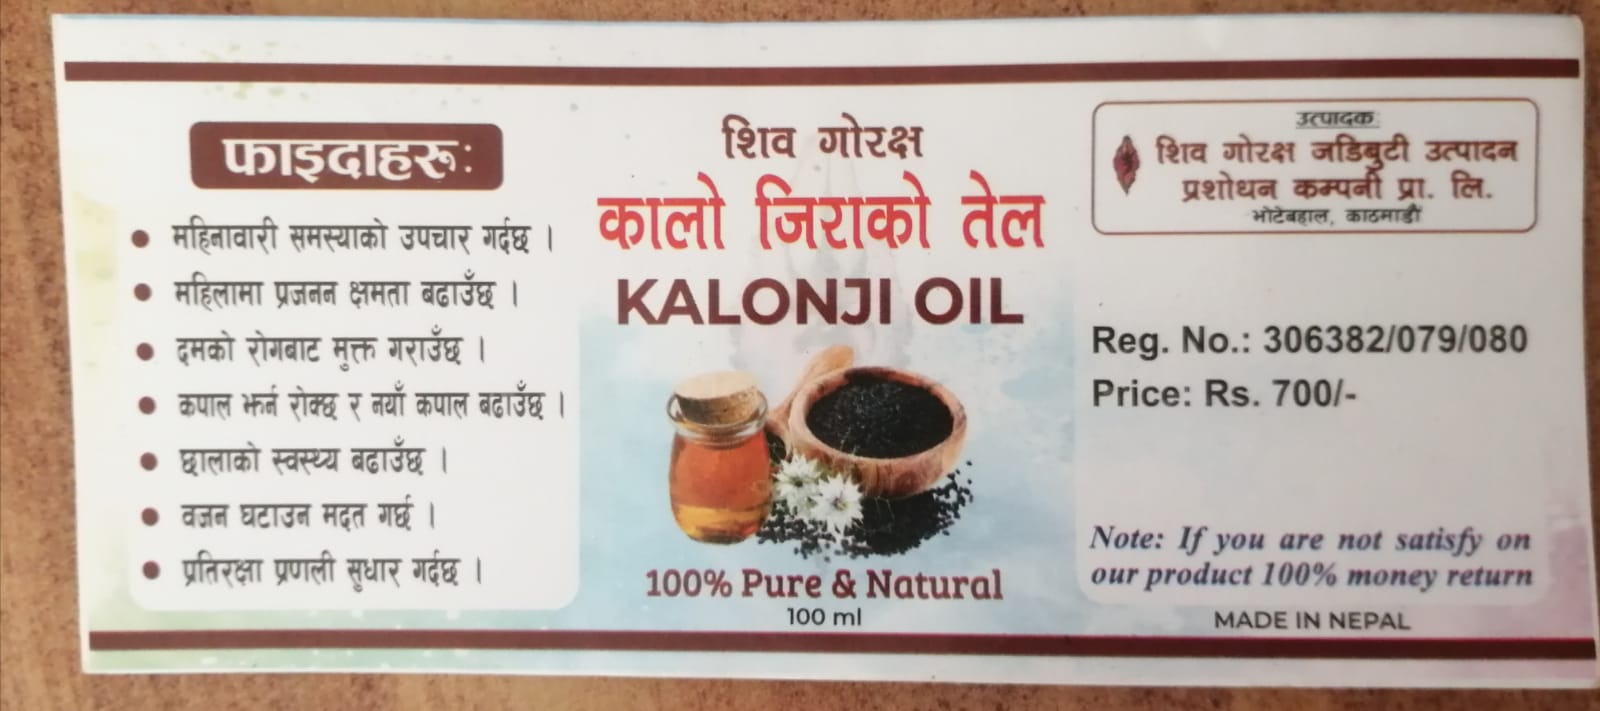 फाइदाहरू:
• महिनावारी समस्याको उपचार गर्दछ ।
• महिलामा प्रजनन क्षमता बढाउँछ ।
• दमको रोगबाट मुक्त गराउँछ ।
• कपाल झर्न रोक्छ र नयाँ कपाल बढाउँछ ।
• छालाको स्वस्थ्य बढाउँछ ।
• वजन घटाउन मदत गर्छ ।
• प्रतिरक्षा प्रणली सुधार गर्दछ ।
शिव गोरक्ष
कालो जिराको तेल
KALONJI OIL
100% Pure & Natural
100 ml
उत्पादक:
शिव गोरक्ष जडिबुटी उत्पादन
प्रशोधन कम्पनी प्रा. लि.
भोटेबहाल, काठमाडौं
Reg. No.: 306382/079/080
Price: Rs. 700/-
Note: If you are not satisfy on
our product 100% money return
MADE IN NEPAL